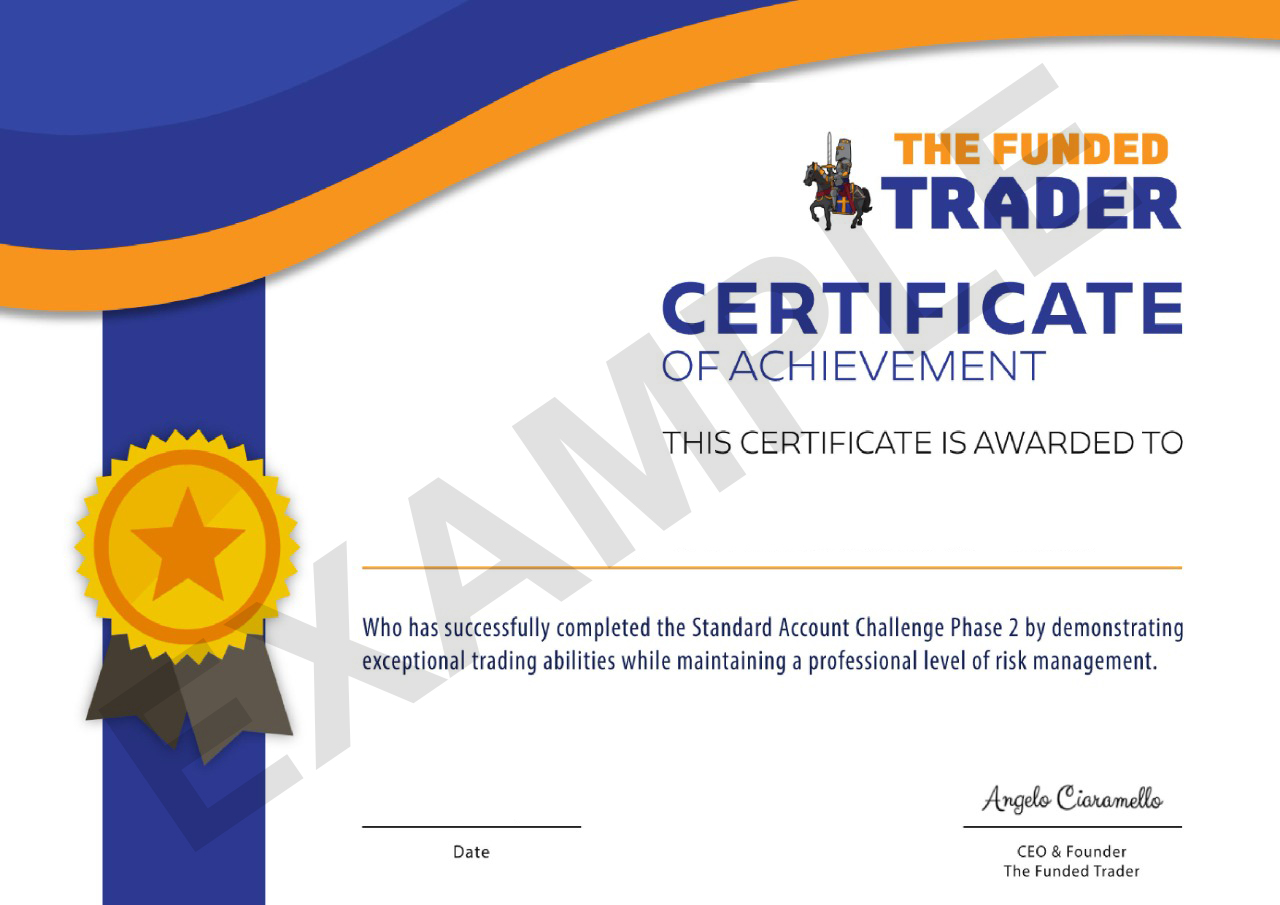 THE FUNDED
TRADER
CERTIFICATE
OF ACHIEVEMENT
THIS CERTIFICATE IS AWARDED TO
Who has successfully completed the Standard Account Challenge Phase 2 by demonstrating
exceptional trading abilities while maintaining a professional level of risk management.
Angelo Ciaramello
Date
CEO & Founder
The Funded Trader
EXAMPLE